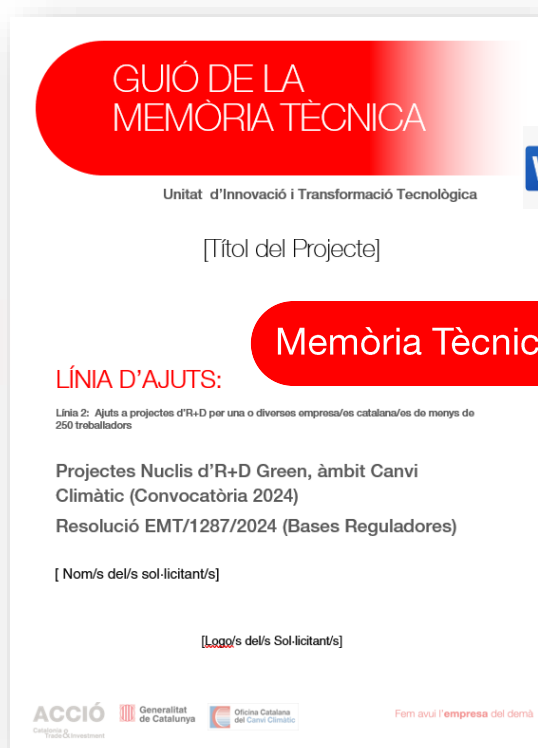 GUIÓ DE LA
MEMÒRIA TÈCNICA
Unitat d’Innovació i Transformació Tecnològica
[Títol del Projecte]
Memòria Tècnic
LÍNIA D’AJUTS:
Línia 2: Ajuts a projectes d’R+D per una o diverses empresa/es catalana/es de menys de
250 treballadors
Projectes Nuclis d’R+D Green, àmbit Canvi
Climàtic (Convocatòria 2024)
Resolució EMT/1287/2024 (Bases Reguladores)
[ Nom/s del/s sol·licitant/s]
[Logo/s del/s Sol·licitant/s]
ACCIÓ
Catalonia
Trade & Investment
Generalitat
de Catalunya
Oficina Catalana
del Canvi Climàtic
Fem avui l’empresa del demà